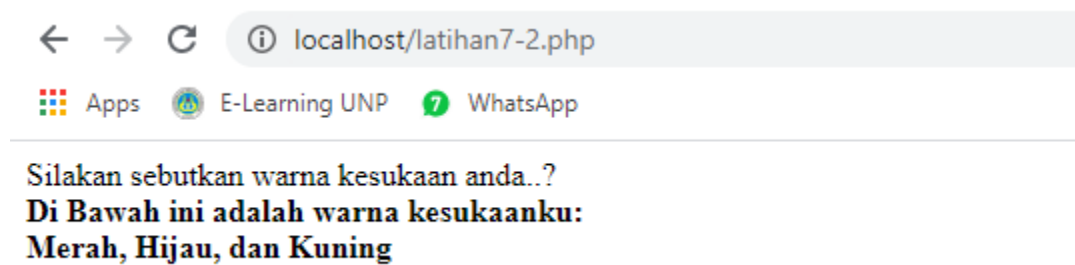 localhost/latihan7-2.php
Apps E-Learning UNP 7 WhatsApp
Silakan sebutkan warna kesukaan anda..?
Di Bawah ini adalah warna kesukaanku:
Merah, Hijau, dan Kuning